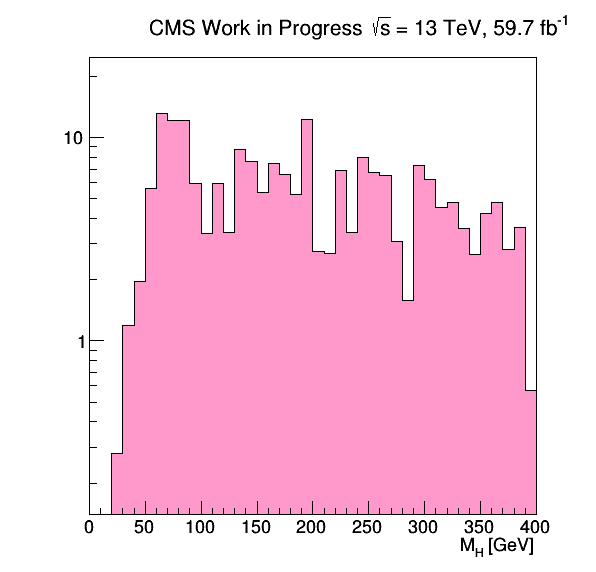 CMS Work in Progress √s = 13 TeV, 59.7 fb⁻¹
10
1
0 50 100 150 200 250 300 350 400
M_H [GeV]